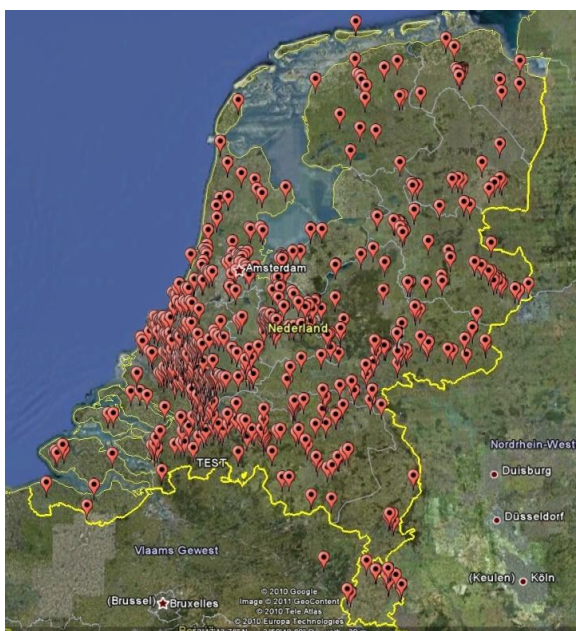 Amsterdam
Nederland
Nordrhein-West
Duisburg
TEST
Düsseldorf
Vlaams Gewest
(Keulen) Köln
© 2010 Google
Image © 2011 GeoContent
© 2010 Tele Atlas
© 2010 Europa Technologies
(Brussel) Bruxelles